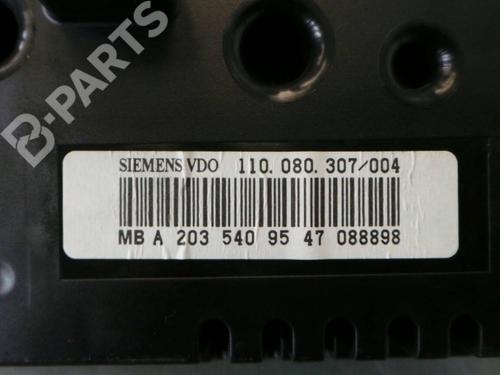 B-PARTS
SIEMENS VDO 110.080.307/004
MB A 203 540 95 47 088898